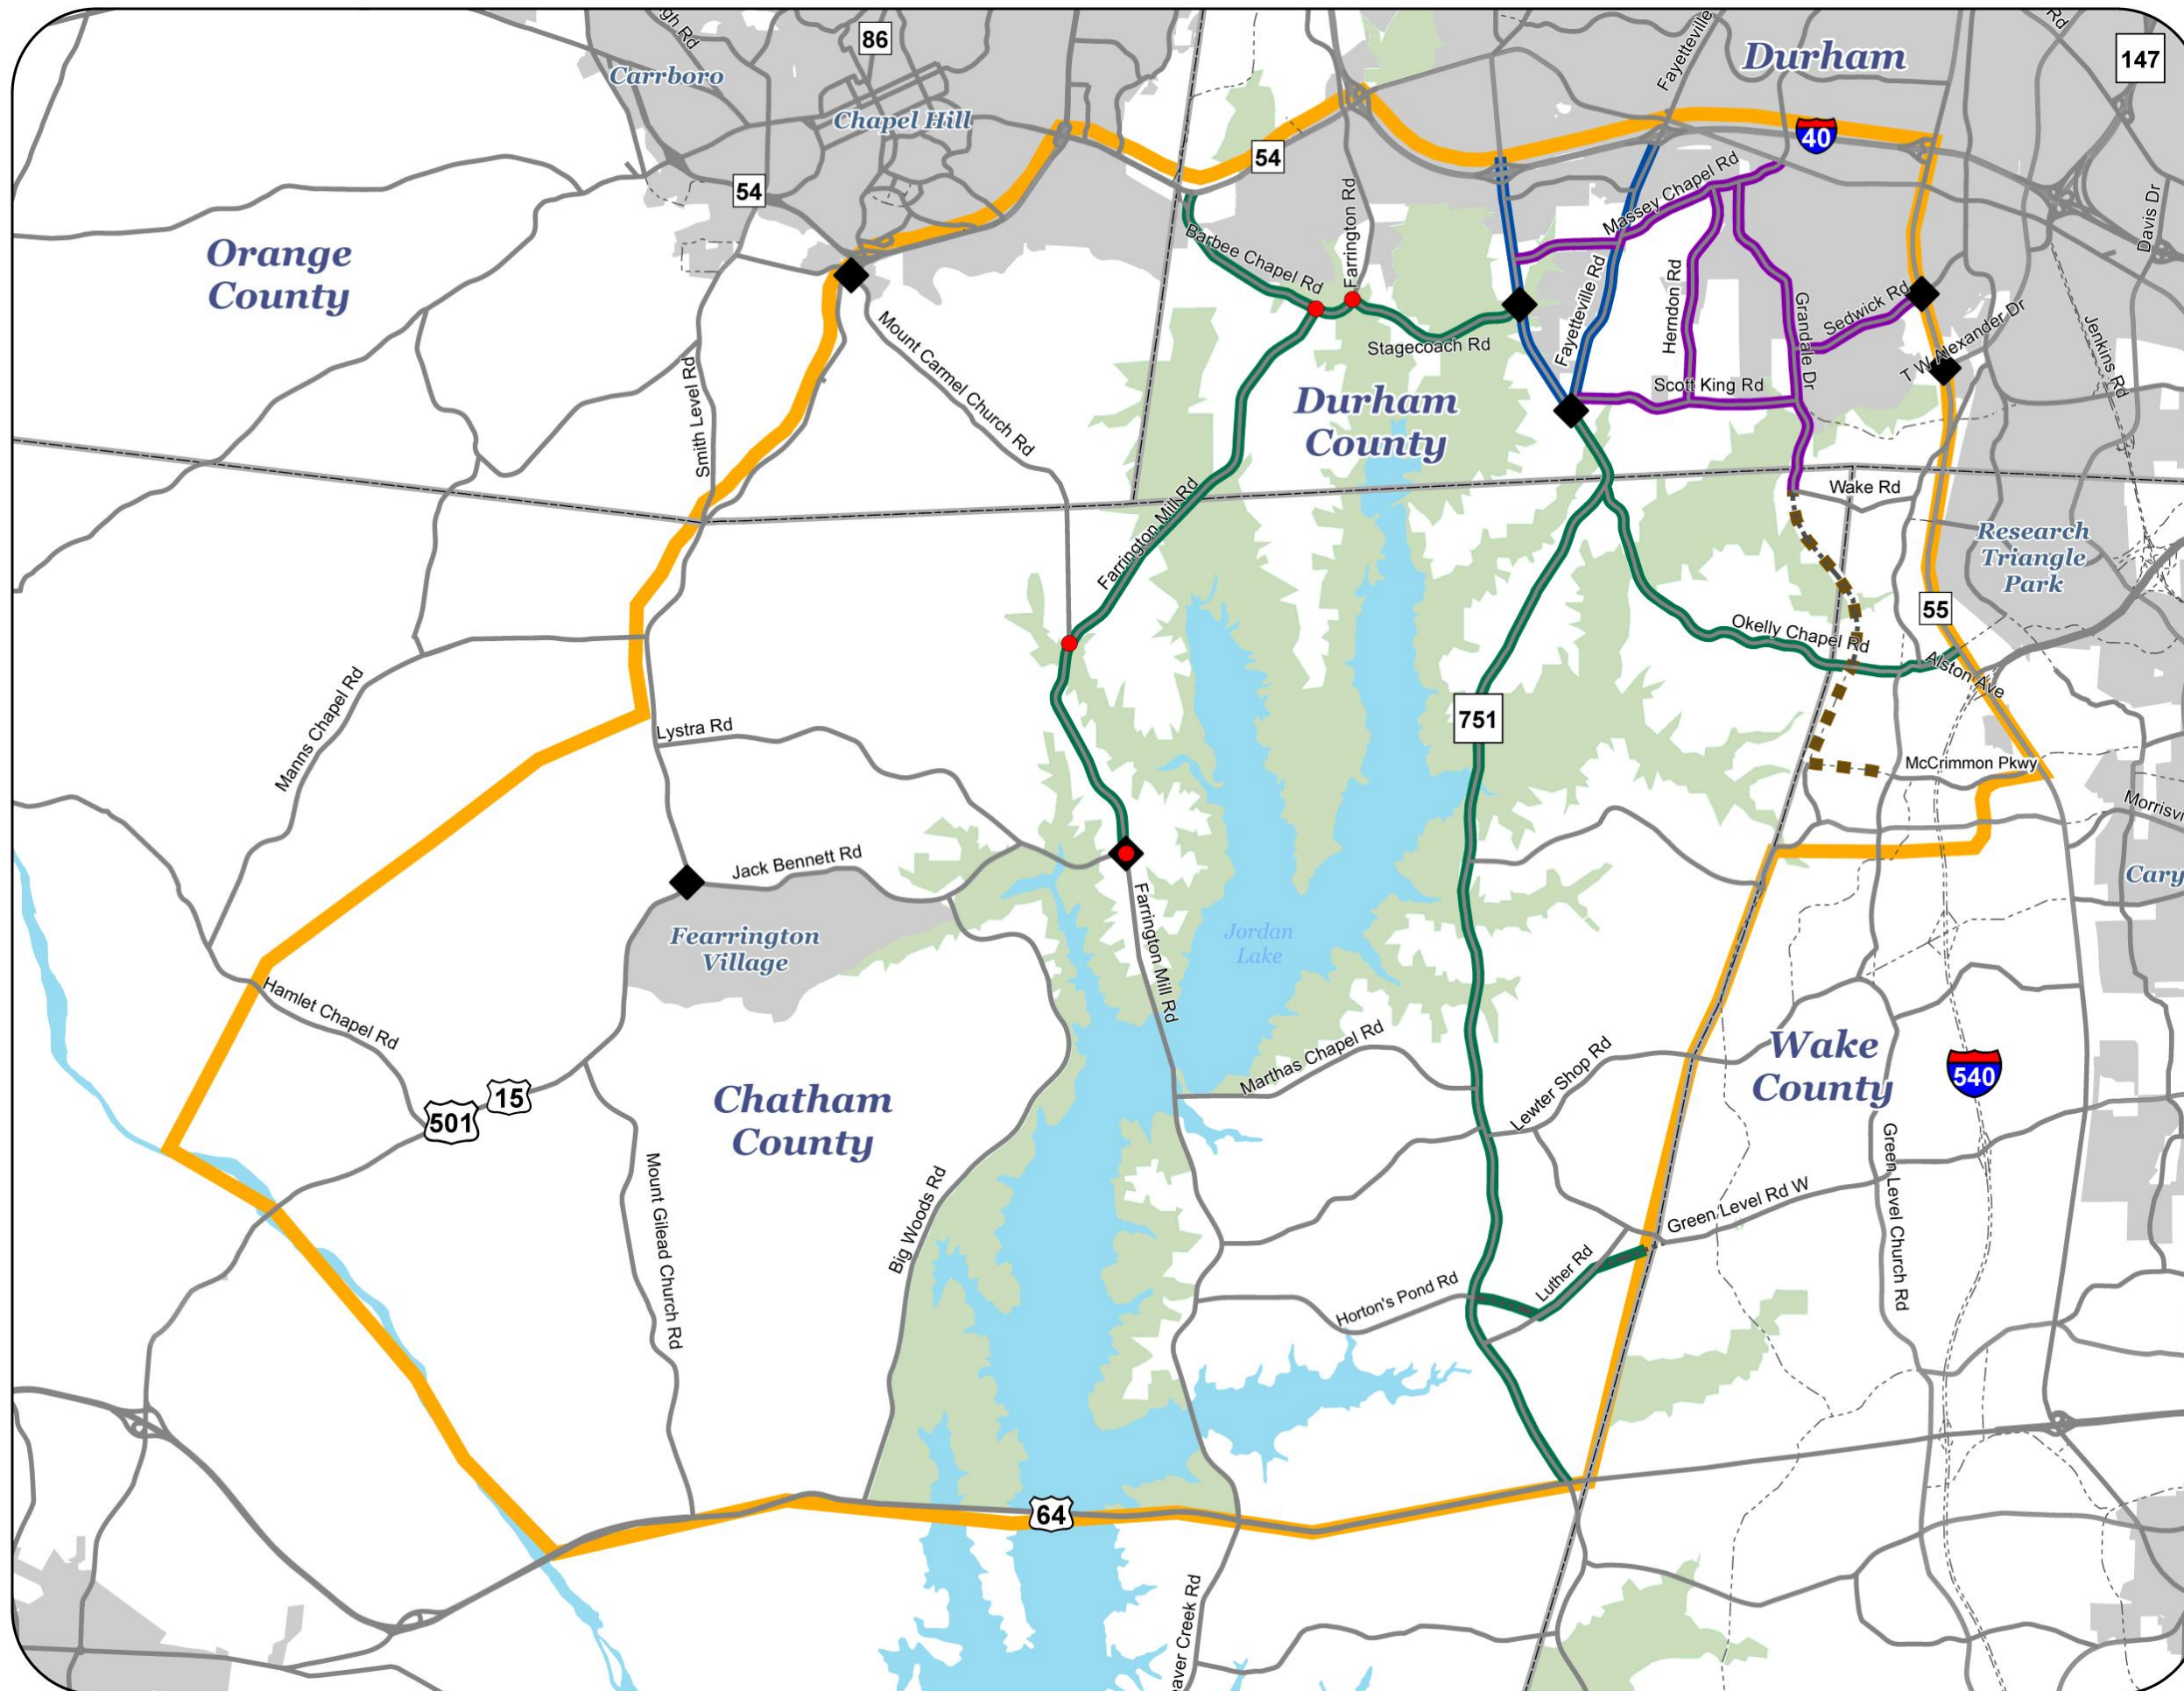 86
Durham
147
Carrboro
Chapel Hill
Fayetteville
Rd
40
54
54
Massey Chapel Rd
Davis Dr
Orange
County
Barbee Chapel Rd
Farrington Rd
Fayetteville Rd
Herndon Rd
Grandale Dr
Sedwick Rd
T W Alexander Dr
Jenkins Rd
Mount Carmel Church Rd
Stagecoach Rd
Smith Level Rd
Durham
County
Scott King Rd
Wake Rd
Farrington Mill Rd
Research
Triangle
Park
55
Okelly Chapel Rd
Alston Ave
Manns Chapel Rd
Lystra Rd
751
McCrimmon Pkwy
Jack Bennett Rd
Cary
Fearrington
Village
Farrington Mill Rd
Jordan
Lake
Hamlet Chapel Rd
Marthas Chapel Rd
Lewter Shop Rd
Wake
County
540
15
501
Chatham
County
Mount Gilead Church Rd
Big Woods Rd
Green Level Rd W
Green Level Church Rd
Luther Rd
Horton's Pond Rd
64
eaver Creek Rd